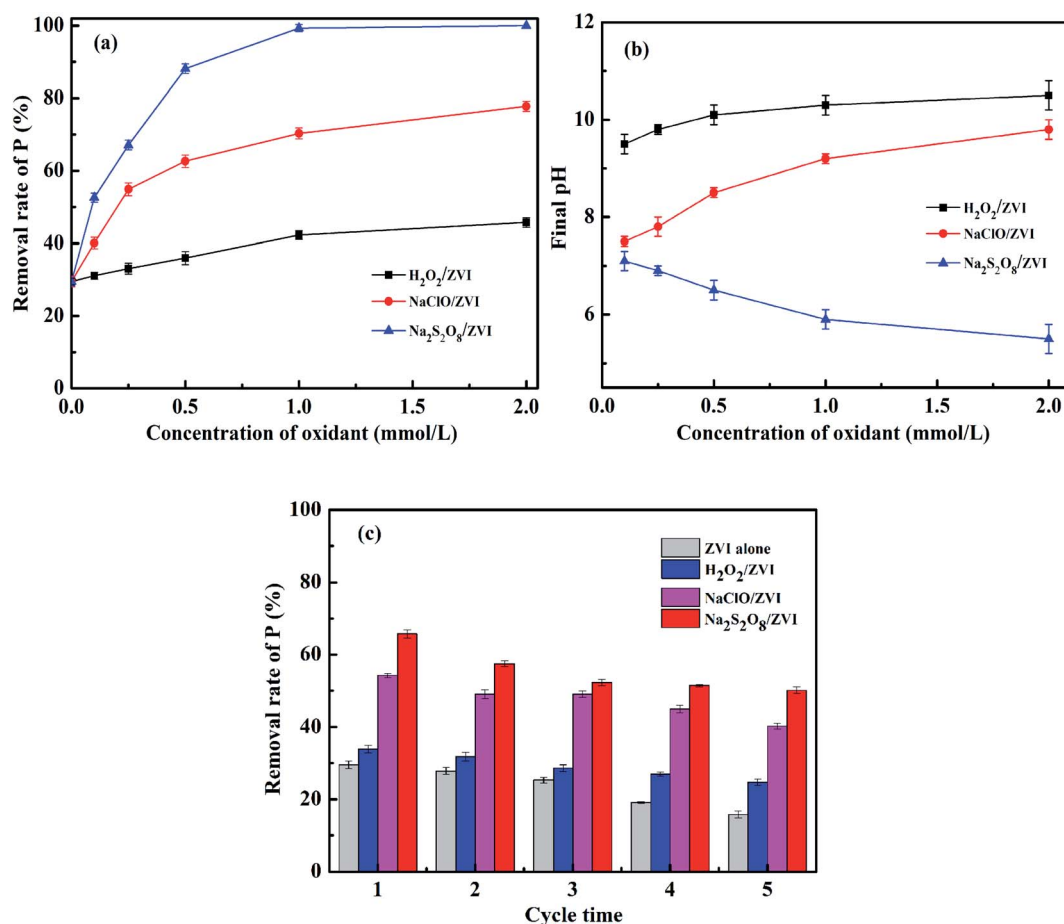 (a)
Removal rate of P (%)
100
80
60
40
20
0
H₂O₂/ZVI
NaClO/ZVI
Na₂S₂O₈/ZVI
0.0 0.5 1.0 1.5 2.0
Concentration of oxidant (mmol/L)
(b)
Final pH
12
10
8
6
H₂O₂/ZVI
NaClO/ZVI
Na₂S₂O₈/ZVI
0.0 0.5 1.0 1.5 2.0
Concentration of oxidant (mmol/L)
(c)
Removal rate of P (%)
100
80
60
40
20
0
ZVI alone
H₂O₂/ZVI
NaClO/ZVI
Na₂S₂O₈/ZVI
1 2 3 4 5
Cycle time